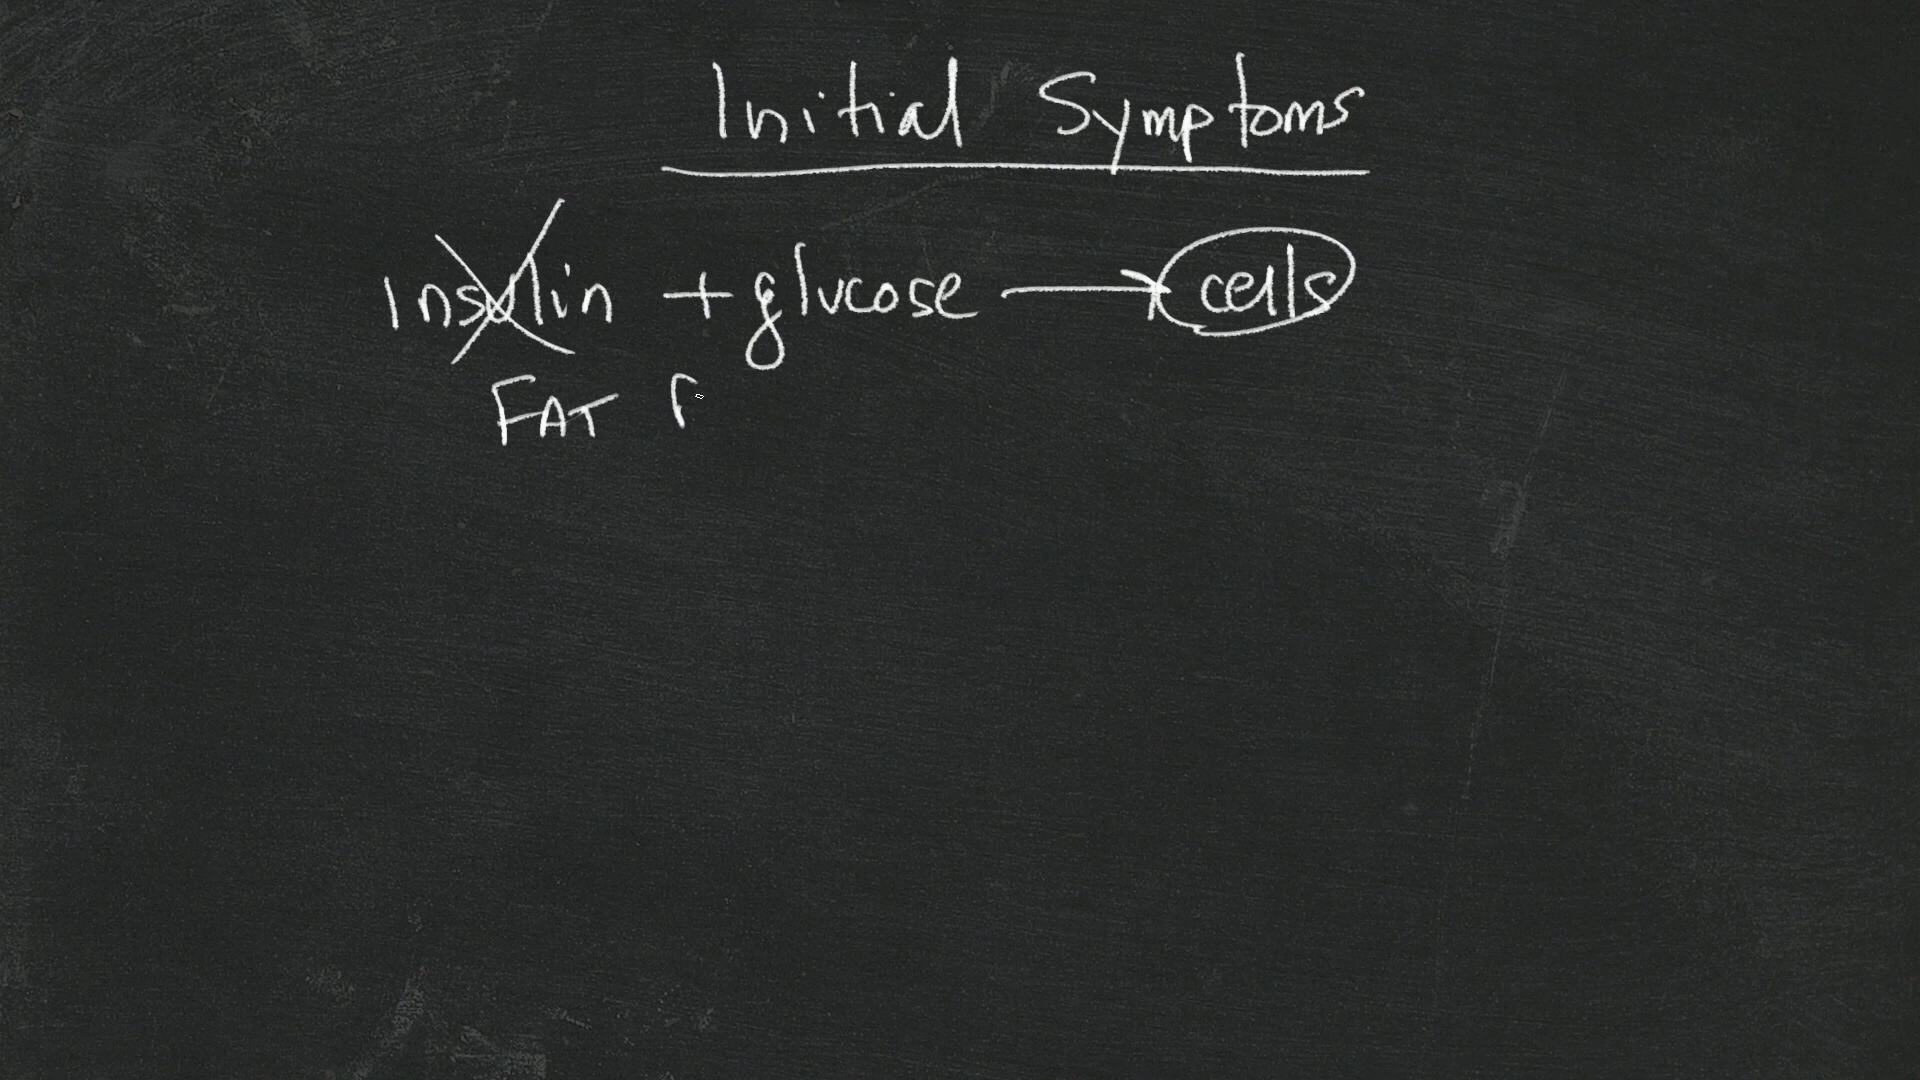 Initial Symptoms
Insulin + glucose → cells
FAT